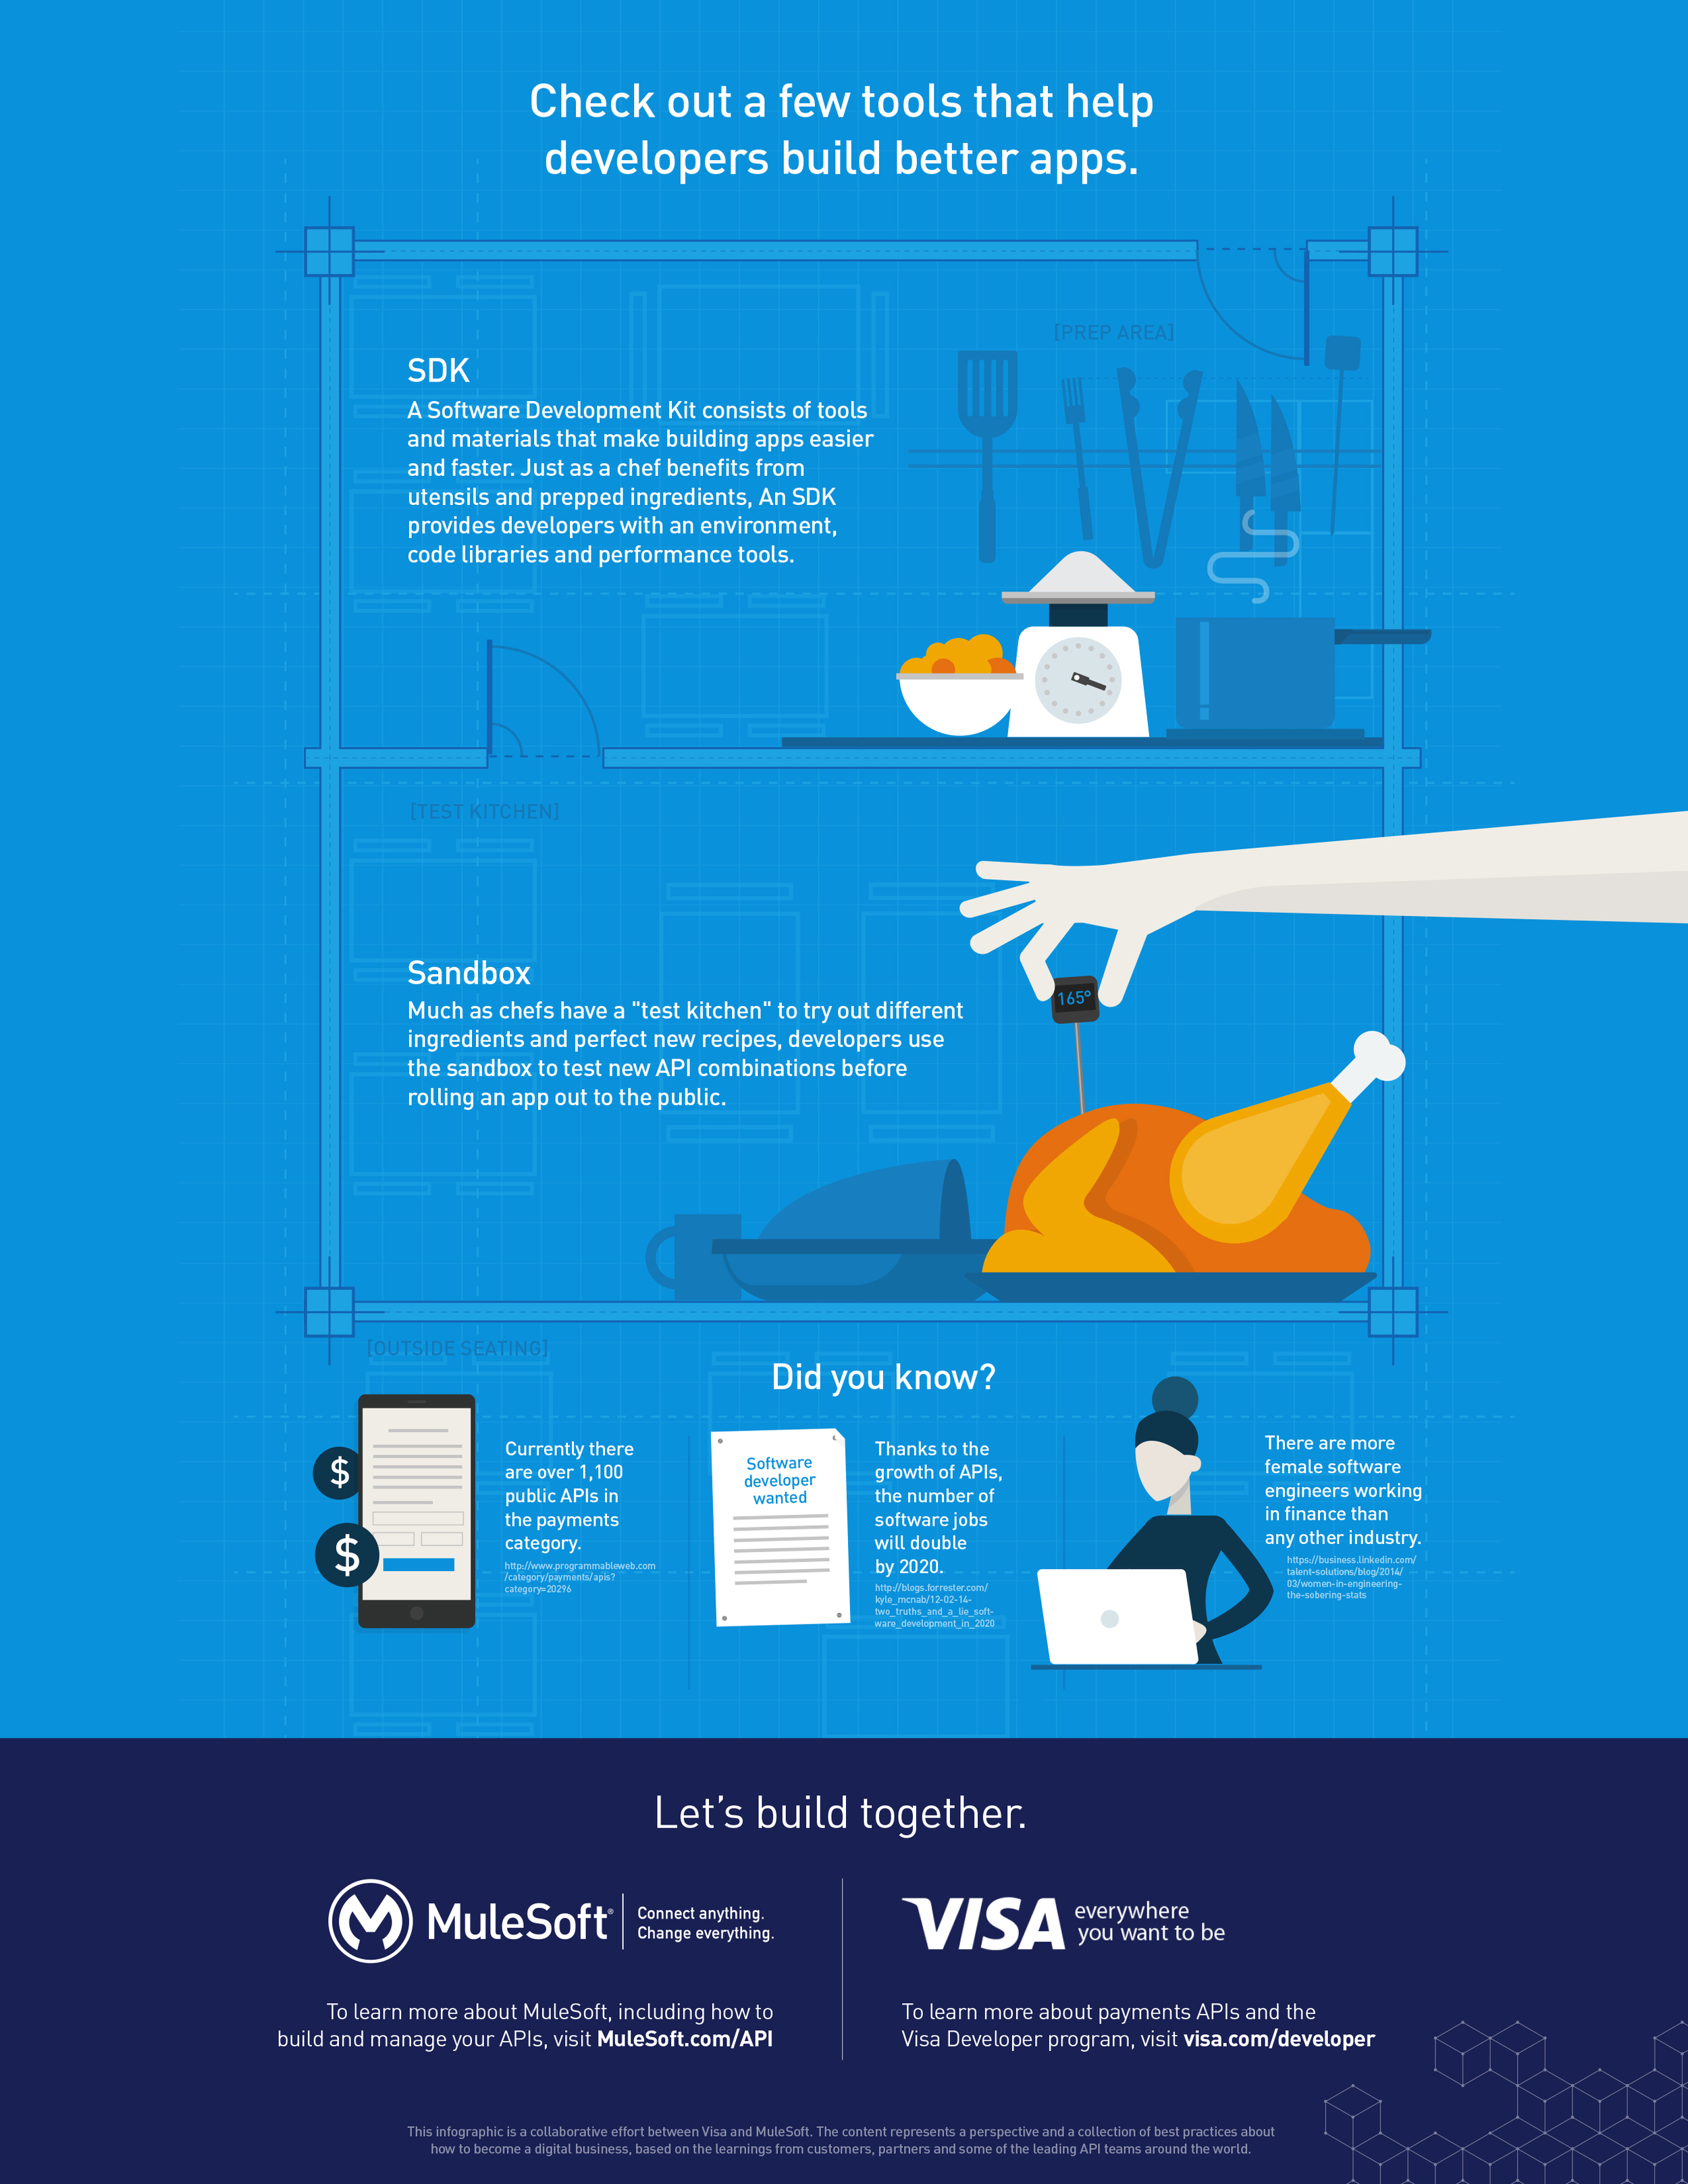 Check out a few tools that help
developers build better apps.
[PREP AREA]
SDK
A Software Development Kit consists of tools
and materials that make building apps easier
and faster. Just as a chef benefits from
utensils and prepped ingredients, An SDK
provides developers with an environment,
code libraries and performance tools.
[TEST KITCHEN]
165°
Sandbox
Much as chefs have a "test kitchen" to try out different
ingredients and perfect new recipes, developers use
the sandbox to test new API combinations before
rolling an app out to the public.
[OUTSIDE SEATING]
Did you know?
$
$
Currently there
are over 1,100
public APIs in
the payments
category.
http://www.programmableweb.com
/category/payments/apis?
category=20296
Software
developer
wanted
Thanks to the
growth of APIs,
the number of
software jobs
will double
by 2020.
http://blogs.forrester.com/
kyle_mcnab/12-02-14-
two_truths_and_a_lie_soft-
ware_development_in_2020
There are more
female software
engineers working
in finance than
any other industry.
https://business.linkedin.com/
talent-solutions/blog/2014/
03/women-in-engineering-
the-sobering-stats
Let's build together.
MuleSoft®
Connect anything.
Change everything.
To learn more about MuleSoft, including how to
build and manage your APIs, visit MuleSoft.com/API
VISA
everywhere
you want to be
To learn more about payments APIs and the
Visa Developer program, visit visa.com/developer
This infographic is a collaborative effort between Visa and MuleSoft. The content represents a perspective and a collection of best practices about
how to become a digital business, based on the learnings from customers, partners and some of the leading API teams around the world.